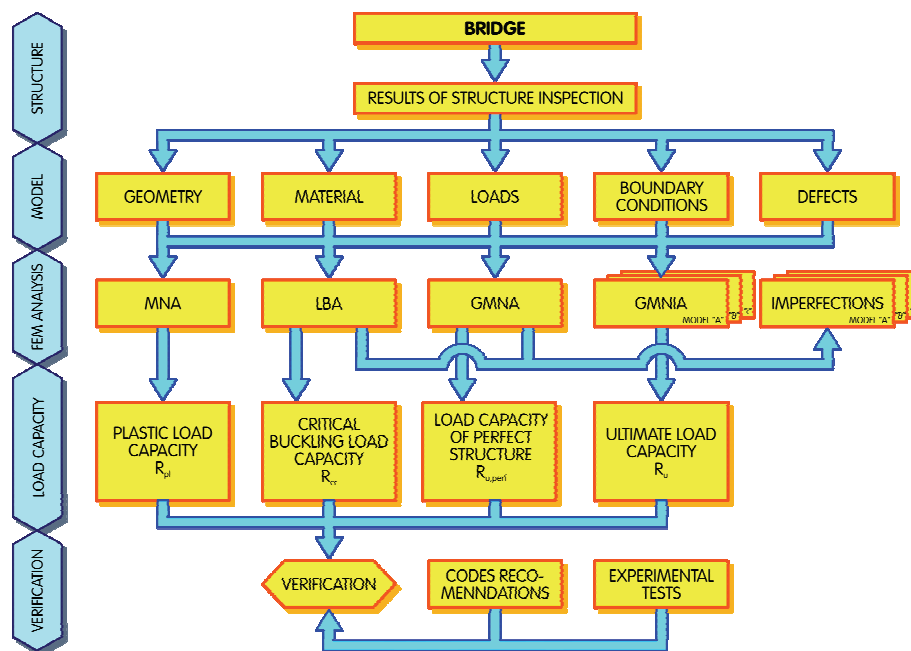 STRUCTURE
BRIDGE
RESULTS OF STRUCTURE INSPECTION
MODEL
GEOMETRY
MATERIAL
LOADS
BOUNDARY
CONDITIONS
DEFECTS
FEM ANALYSIS
MNA
LBA
GMNA
GMNIA
MODEL "A"
"B"
"C"
IMPERFECTIONS
MODEL "A"
"B"
LOAD CAPACITY
PLASTIC LOAD
CAPACITY
Rpl
CRITICAL
BUCKLING LOAD
CAPACITY
Rcr
LOAD CAPACITY
OF PERFECT
STRUCTURE
Ru,perf
ULTIMATE LOAD
CAPACITY
Ru
VERIFICATION
VERIFICATION
CODES RECO-
MENNDATIONS
EXPERIMENTAL
TESTS